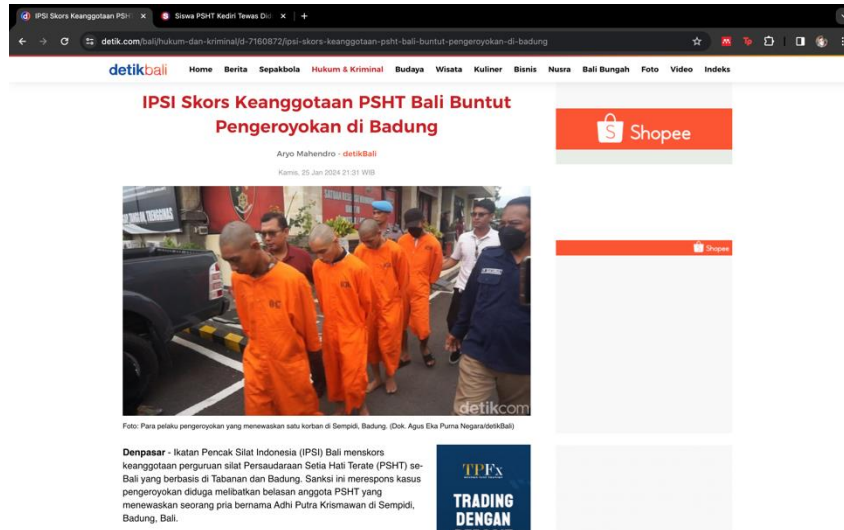 IPSI Skors Keanggotaan PSH
Siswa PSHT Kediri Tewas Did
detik.com/bali/hukum-dan-kriminal/d-7160872/ipsi-skors-keanggotaan-psht-bali-buntut-pengeroyokan-di-badung
detikbali Home Berita Sepakbola Hukum & Kriminal Budaya Wisata Kuliner Bisnis Nusra Bali Bungah Foto Video Indeks
IPSI Skors Keanggotaan PSHT Bali Buntut
Pengeroyokan di Badung
Aryo Mahendro - detikBali
Kamis, 25 Jan 2024 21:31 WIB
Shopee
Shopee
detikcom
Foto: Para pelaku pengeroyokan yang menewaskan satu korban di Sempidi, Badung. (Dok. Agus Eka Purna Negara/detikBali)
Denpasar - Ikatan Pencak Silat Indonesia (IPSI) Bali menskors
keanggotaan perguruan silat Persaudaraan Setia Hati Terate (PSHT) se-
Bali yang berbasis di Tabanan dan Badung. Sanksi ini merespons kasus
pengeroyokan diduga melibatkan belasan anggota PSHT yang
menewaskan seorang pria bernama Adhi Putra Krismawan di Sempidi,
Badung, Bali.
TPFx
TRADING
DENGAN